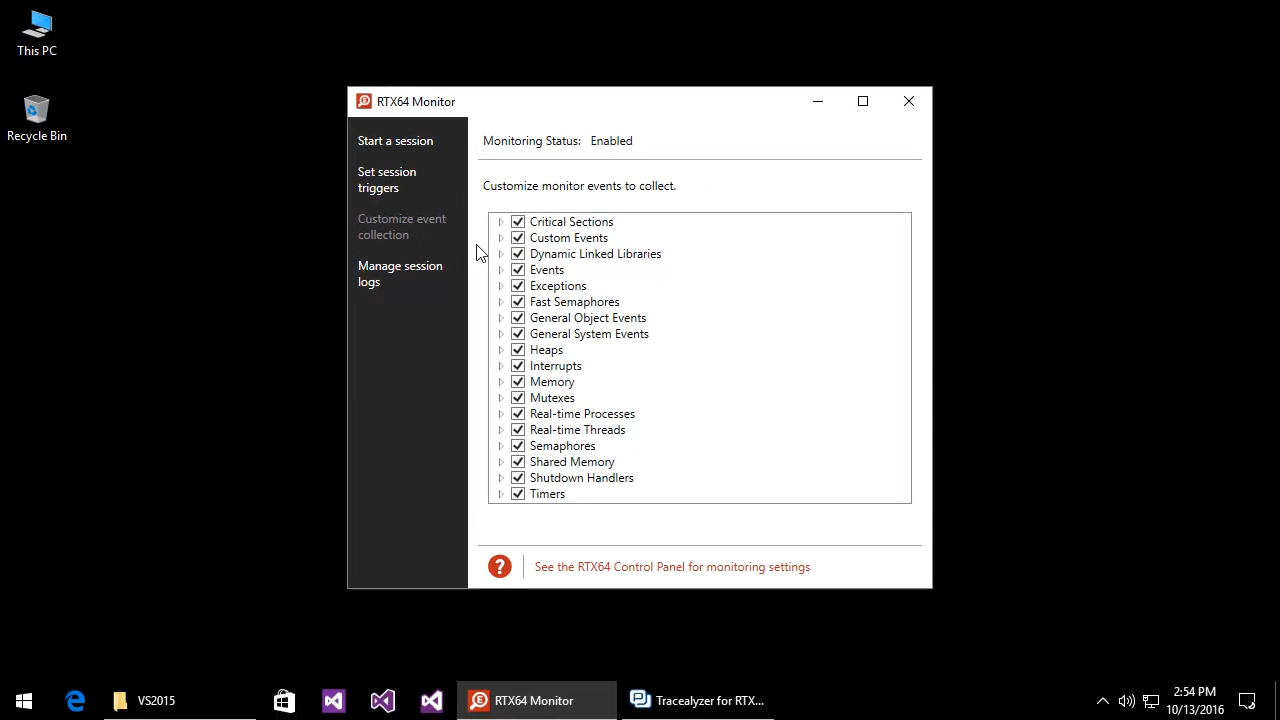 This PC
Recycle Bin
RTX64 Monitor
Start a session
Set session
triggers
Customize event
collection
Manage session
logs
Monitoring Status: Enabled
Customize monitor events to collect.
Critical Sections
Custom Events
Dynamic Linked Libraries
Events
Exceptions
Fast Semaphores
General Object Events
General System Events
Heaps
Interrupts
Memory
Mutexes
Real-time Processes
Real-time Threads
Semaphores
Shared Memory
Shutdown Handlers
Timers
?
See the RTX64 Control Panel for monitoring settings
VS2015
RTX64 Monitor
Tracealyzer for RTX...
2:54 PM
10/13/2016